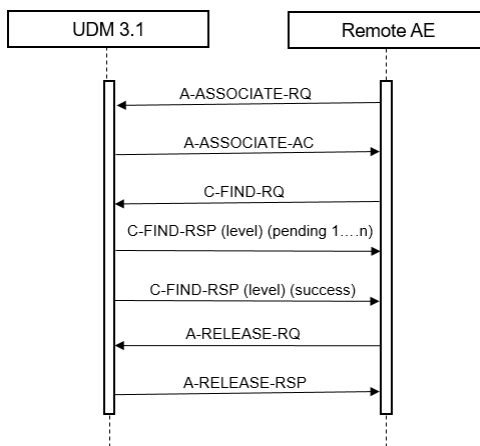 UDM 3.1
Remote AE
A-ASSOCIATE-RQ
A-ASSOCIATE-AC
C-FIND-RQ
C-FIND-RSP (level) (pending 1….n)
C-FIND-RSP (level) (success)
A-RELEASE-RQ
A-RELEASE-RSP